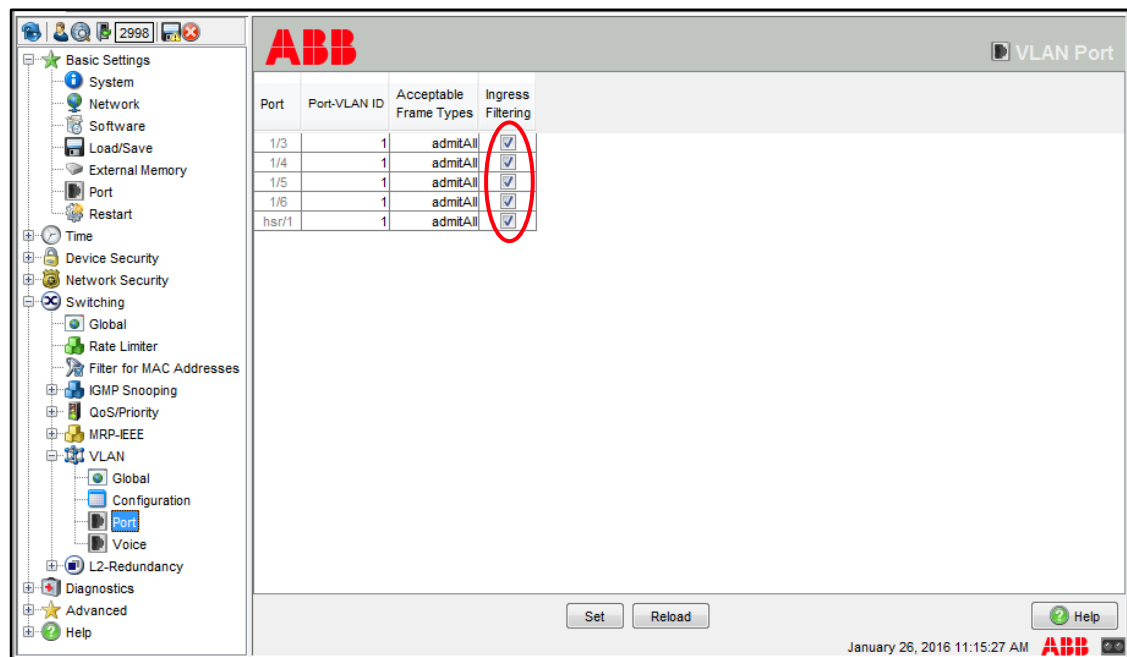 2998
Basic Settings
System
Network
Software
Load/Save
External Memory
Port
Restart
Time
Device Security
Network Security
Switching
Global
Rate Limiter
Filter for MAC Addresses
IGMP Snooping
QoS/Priority
MRP-IEEE
VLAN
Global
Configuration
Port
Voice
L2-Redundancy
Diagnostics
Advanced
Help
ABB
VLAN Port
Port Port-VLAN ID Acceptable Frame Types Ingress Filtering
1/3 1 admitAll
1/4 1 admitAll
1/5 1 admitAll
1/6 1 admitAll
hsr/1 1 admitAll
Set Reload Help
January 26, 2016 11:15:27 AM ABB